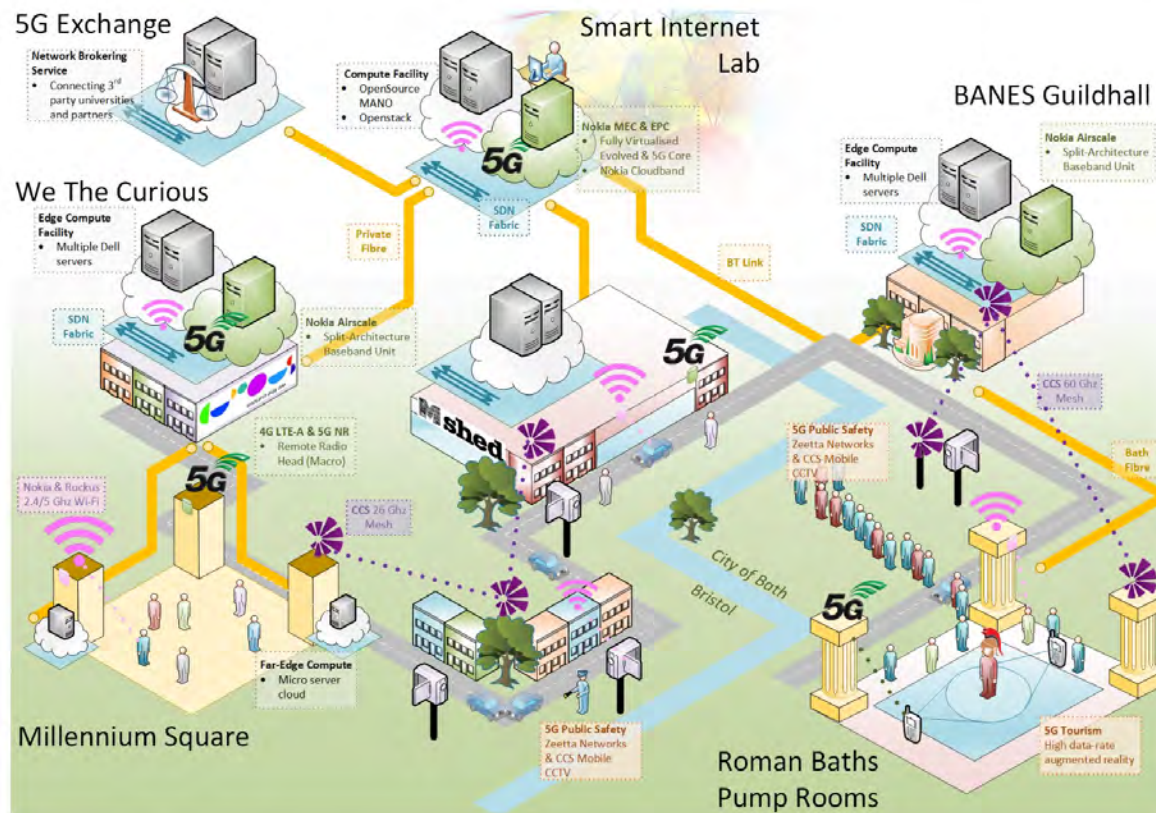 5G Exchange
Network Brokering
Service
• Connecting 3rd
party universities
and partners
Smart Internet
Lab
Compute Facility
• OpenSource
MANO
• Openstack
5G
Nokia MEC & EPC
• Fully Virtualised
Evolved & 5G Core
• Nokia Cloudband
SDN
Fabric
BANES Guildhall
Edge Compute
Facility
• Multiple Dell
servers
Nokia Airscale
• Split-Architecture
Baseband Unit
SDN
Fabric
We The Curious
Edge Compute
Facility
• Multiple Dell
servers
SDN
Fabric
5G
Nokia Airscale
• Split-Architecture
Baseband Unit
Private
Fibre
BT Link
M shed
5G
CCS 60 Ghz
Mesh
Bath
Fibre
4G LTE-A & 5G NR
• Remote Radio
Head (Macro)
5G
Nokia & Ruckus
2.4/5 Ghz Wi-Fi
CCS 26 Ghz
Mesh
5G Public Safety
Zeetta Networks
& CCS Mobile
CCTV
City of Bath
Bristol
5G
Far-Edge Compute
• Micro server
cloud
Millennium Square
5G Public Safety
Zeetta Networks
& CCS Mobile
CCTV
5G Tourism
High data-rate
augmented reality
Roman Baths
Pump Rooms